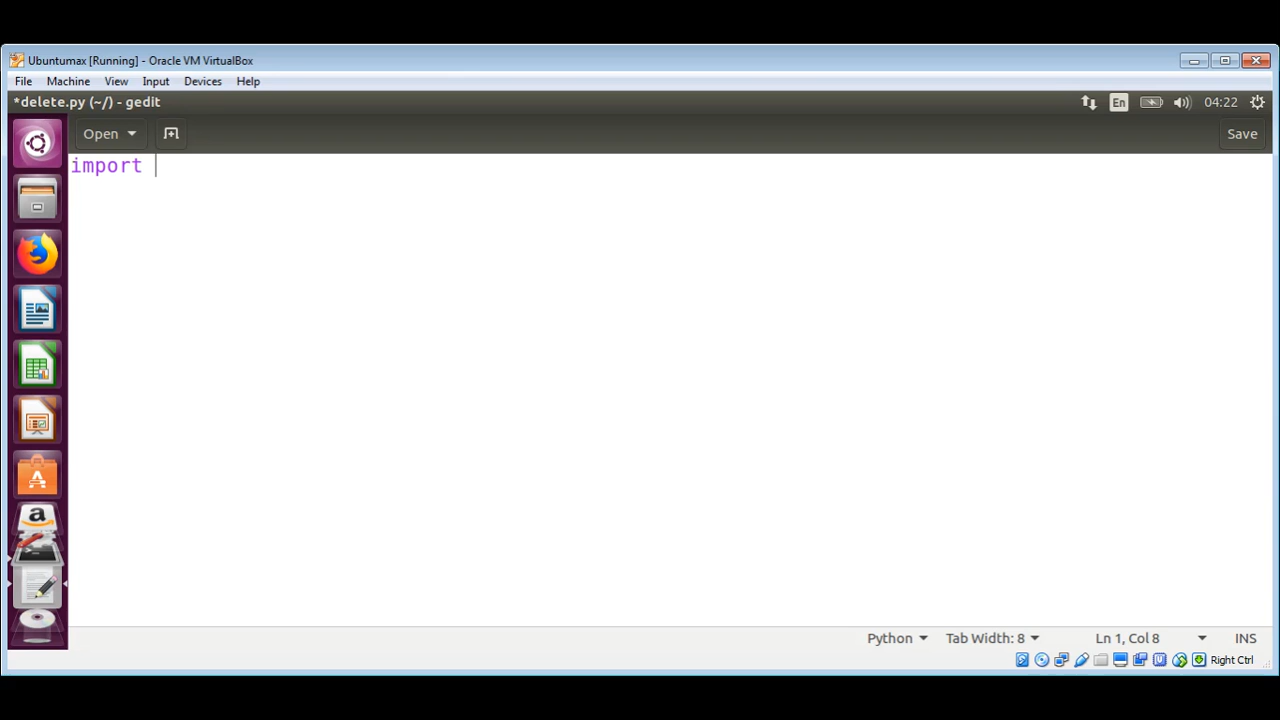 Ubuntumax [Running] - Oracle VM VirtualBox
File Machine View Input Devices Help
*delete.py (~/) - gedit En 04:22
Open Save
import
Python Tab Width: 8 Ln 1, Col 8 INS
Right Ctrl